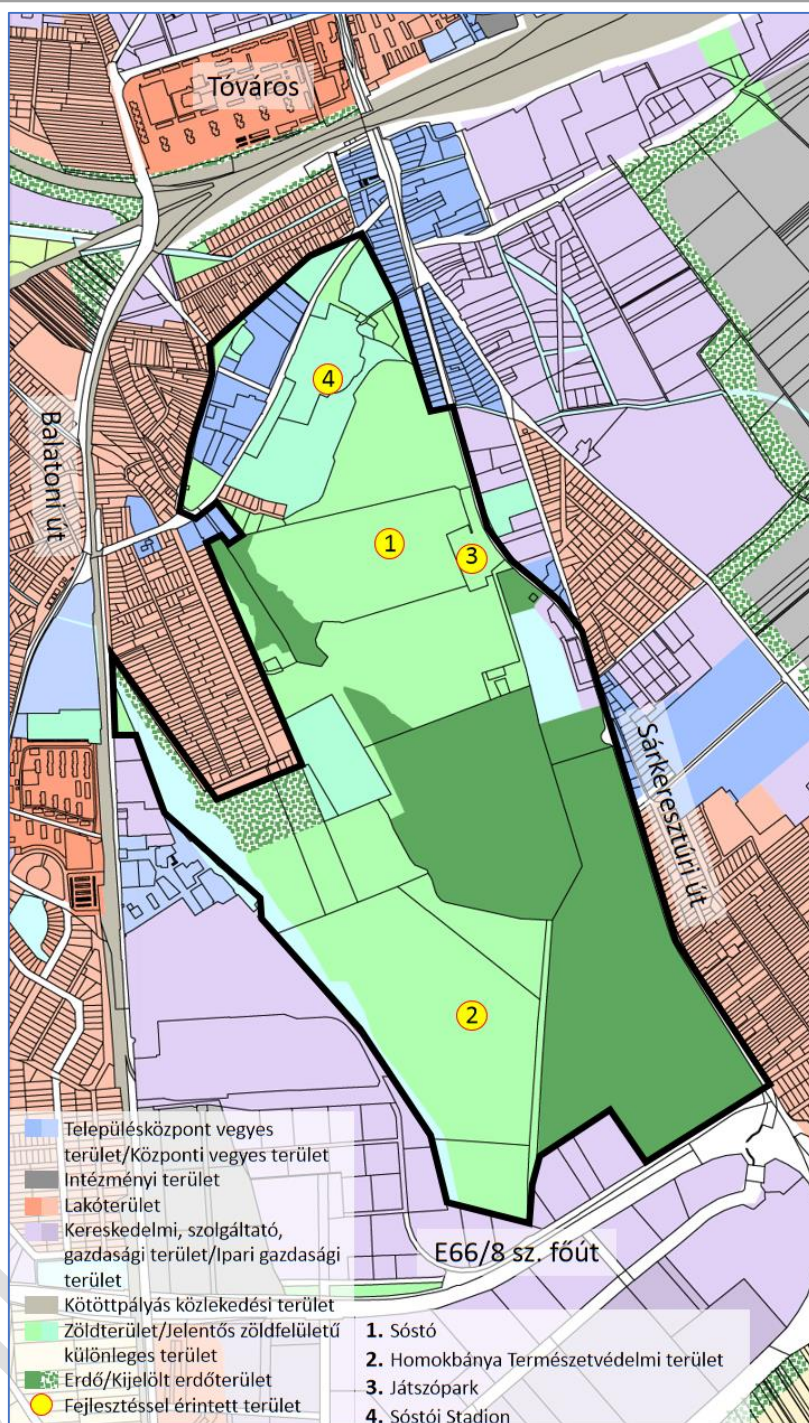 Tóváros
Balatoni út
Sárkeresztúri út
4
1
3
2
E66/8 sz. főút
Településközpont vegyes
terület/Központi vegyes terület
Intézményi terület
Lakóterület
Kereskedelmi, szolgáltató,
gazdasági terület/Ipari gazdasági
terület
Kötöttpályás közlekedési terület
Zöldterület/Jelentős zöldfelületű
különleges terület
Erdő/Kijelölt erdőterület
Fejlesztéssel érintett terület
1. Sóstó
2. Homokbánya Természetvédelmi terület
3. Játszópark
4. Sóstói Stadion